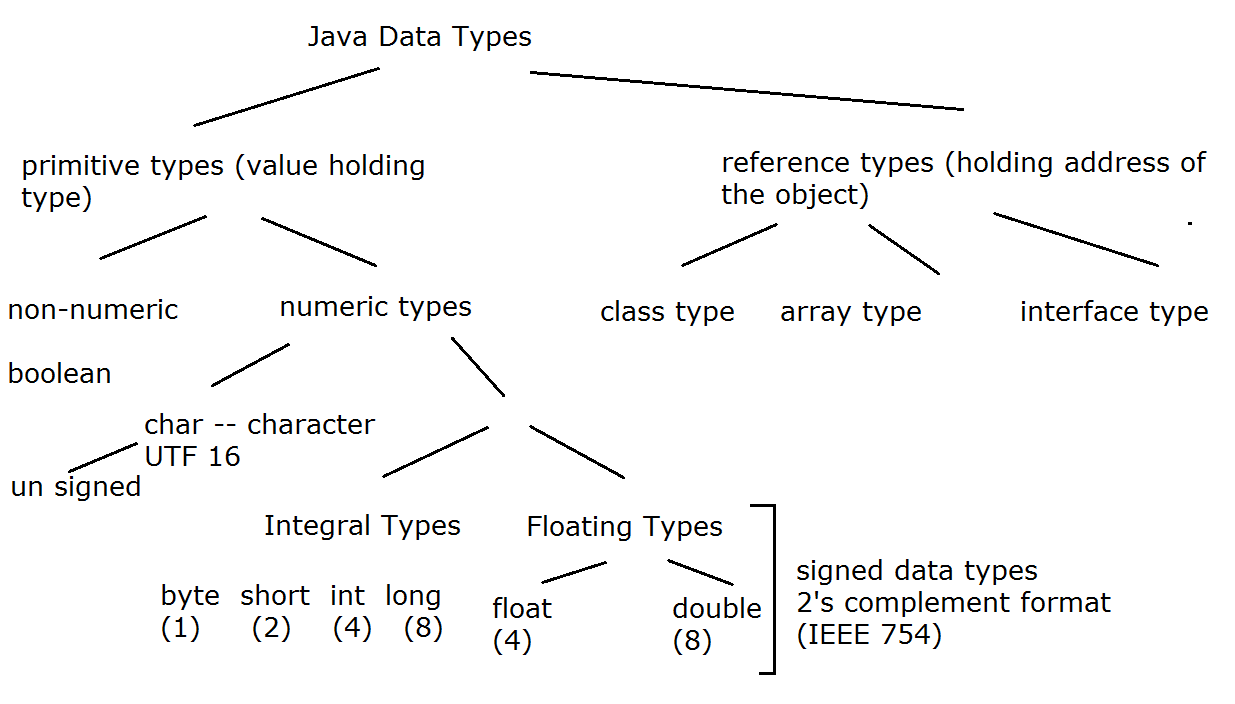 Java Data Types
primitive types (value holding
type)
reference types (holding address of
the object)
non-numeric
numeric types
class type
array type
interface type
boolean
char -- character
UTF 16
un signed
Integral Types
Floating Types
byte short int long
(1) (2) (4) (8)
float
(4)
double
(8)
signed data types
2's complement format
(IEEE 754)